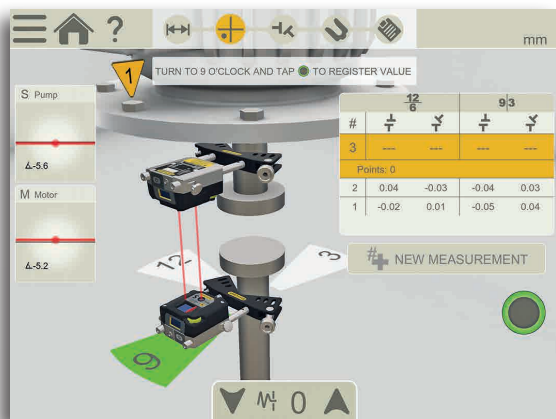 ?
mm
1
TURN TO 9 O'CLOCK AND TAP TO REGISTER VALUE
S Pump
∡-5.6
M Motor
∡-5.2
12
6
9 3
#
3 --- --- --- ---
Points: 0
2 0.04 -0.03 -0.04 0.03
1 -0.02 0.01 -0.05 0.04
# NEW MEASUREMENT
12
3
9
0